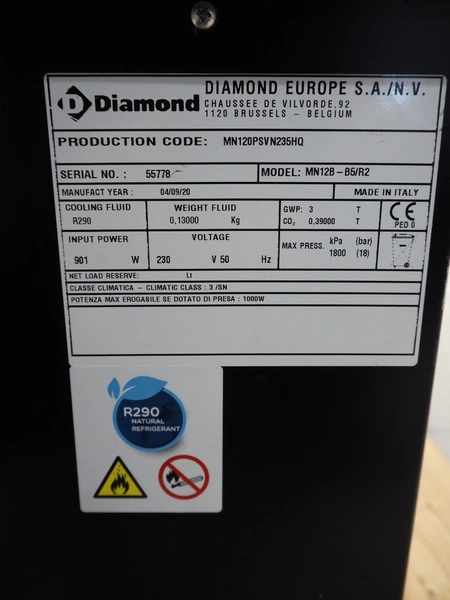 Diamond
DIAMOND EUROPE S.A./N.V.
CHAUSSEE DE VILVORDE,92
1120 BRUSSELS - BELGIUM
PRODUCTION CODE: MN120PSVN235HQ
SERIAL NO. : 55778
MODEL: MN12B-B5/R2
MANUFACT YEAR : 04/09/20
MADE IN ITALY
COOLING FLUID
R290
WEIGHT FLUID
0,13000 Kg
GWP: 3 T
CO₂ 0,39000 T
CE
PED 0
INPUT POWER
901 W
VOLTAGE
230 V 50 Hz
MAX PRESS. kPa (bar)
1800 (18)
NET LOAD RESERVE: Lt
CLASSE CLIMATICA - CLIMATIC CLASS : 3 /SN
POTENZA MAX EROGABILE SE DOTATO DI PRESA : 1000W
R290
NATURAL
REFRIGERANT